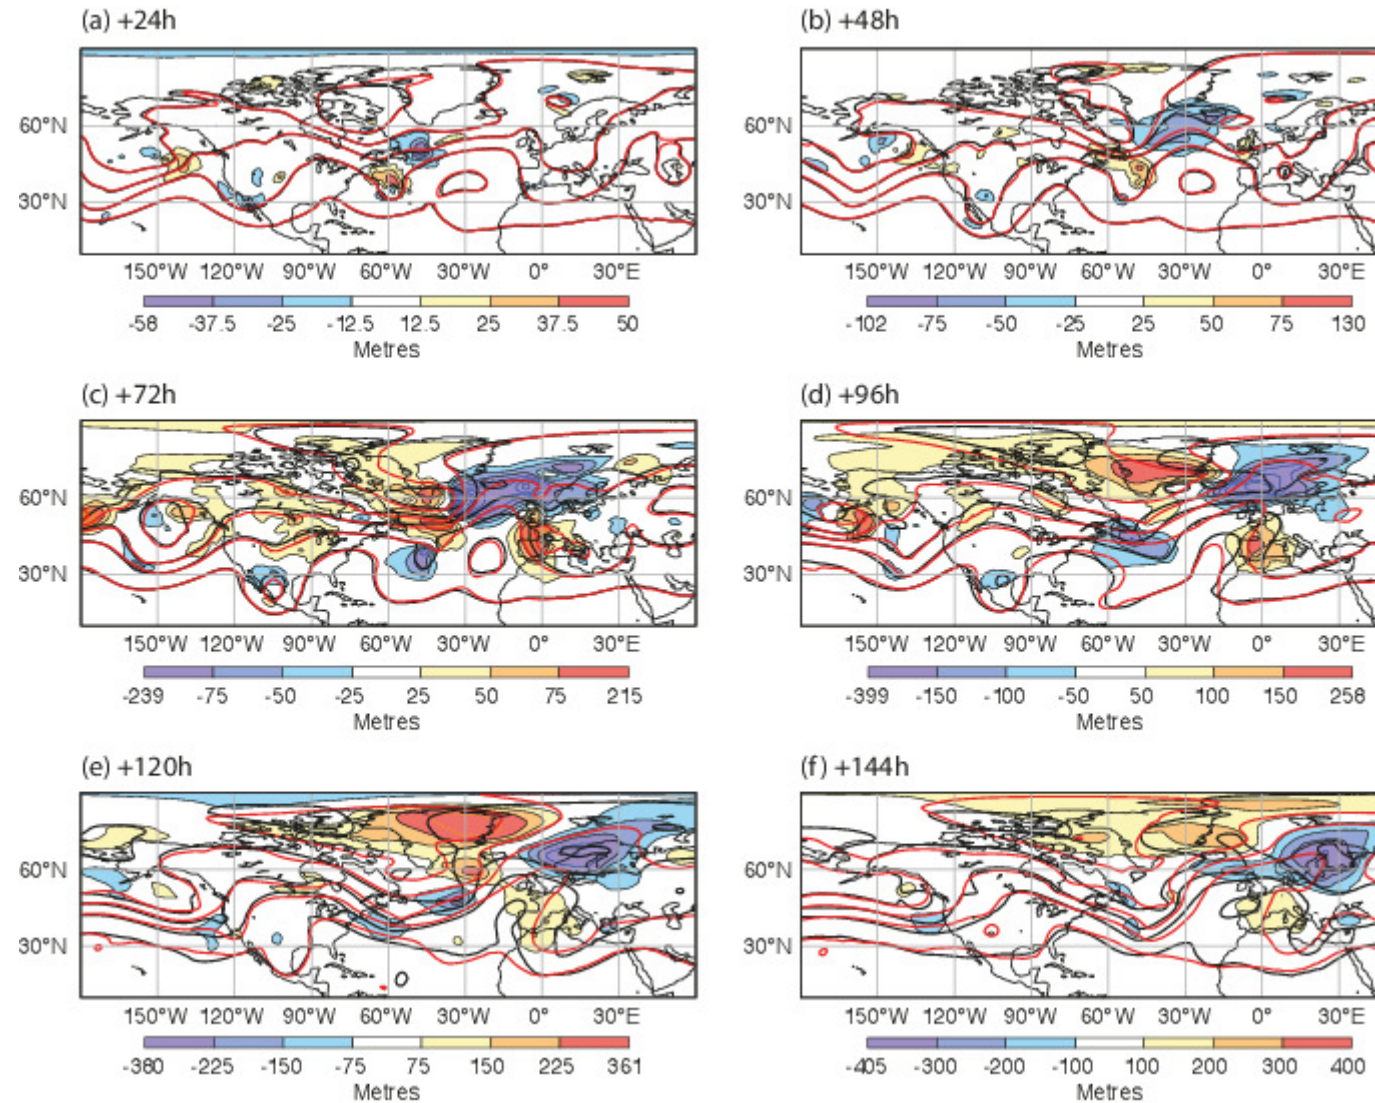 (a) +24h
60°N
30°N
150°W 120°W 90°W 60°W 30°W 0° 30°E
-58 -37.5 -25 -12.5 12.5 25 37.5 50
Metres
(b) +48h
60°N
30°N
150°W 120°W 90°W 60°W 30°W 0° 30°E
-102 -75 -50 -25 25 50 75 130
Metres
(c) +72h
60°N
30°N
150°W 120°W 90°W 60°W 30°W 0° 30°E
-239 -75 -50 -25 25 50 75 215
Metres
(d) +96h
60°N
30°N
150°W 120°W 90°W 60°W 30°W 0° 30°E
-399 -150 -100 -50 50 100 150 258
Metres
(e) +120h
60°N
30°N
150°W 120°W 90°W 60°W 30°W 0° 30°E
-380 -225 -150 -75 75 150 225 361
Metres
(f) +144h
60°N
30°N
150°W 120°W 90°W 60°W 30°W 0° 30°E
-405 -300 -200 -100 100 200 300 400
Metres